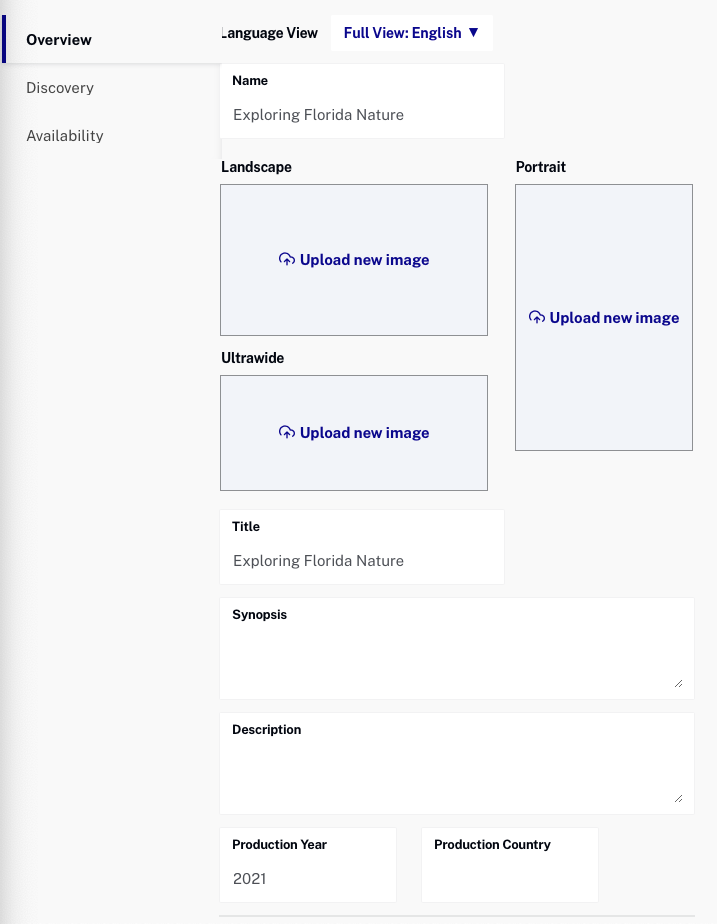 Overview
Discovery
Availability
Language View
Full View: English ▼
Name
Exploring Florida Nature
Landscape
Upload new image
Portrait
Upload new image
Ultrawide
Upload new image
Title
Exploring Florida Nature
Synopsis
Description
Production Year
2021
Production Country